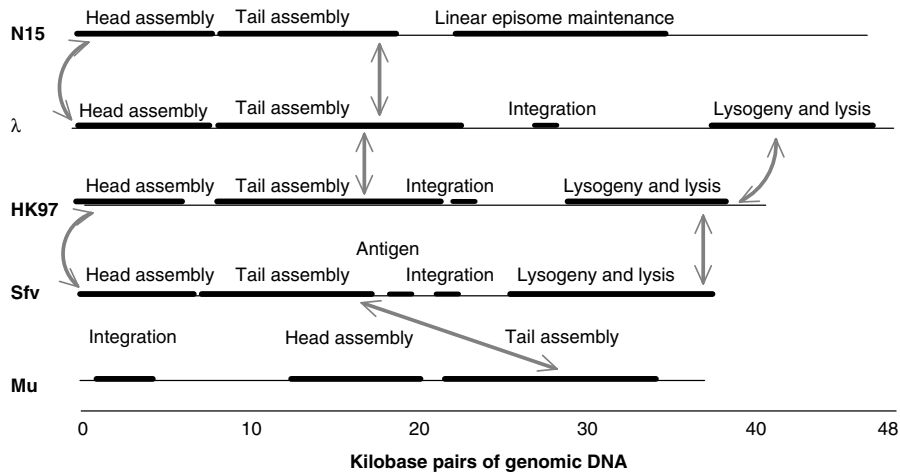 Head assembly Tail assembly Linear episome maintenance
N15
Head assembly Tail assembly Integration Lysogeny and lysis
λ
Head assembly Tail assembly Integration Lysogeny and lysis
HK97
Antigen
Head assembly Tail assembly Integration Lysogeny and lysis
Sfv
Integration Head assembly Tail assembly
Mu
0 10 20 30 40 48
Kilobase pairs of genomic DNA